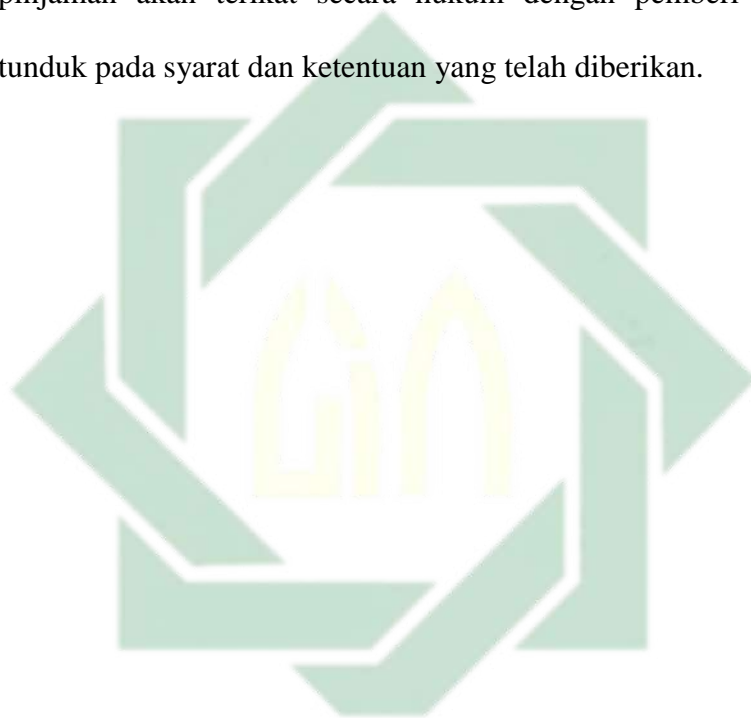 pinjaman akan terikat secara hukum dengan pemberi
tunduk pada syarat dan ketentuan yang telah diberikan.